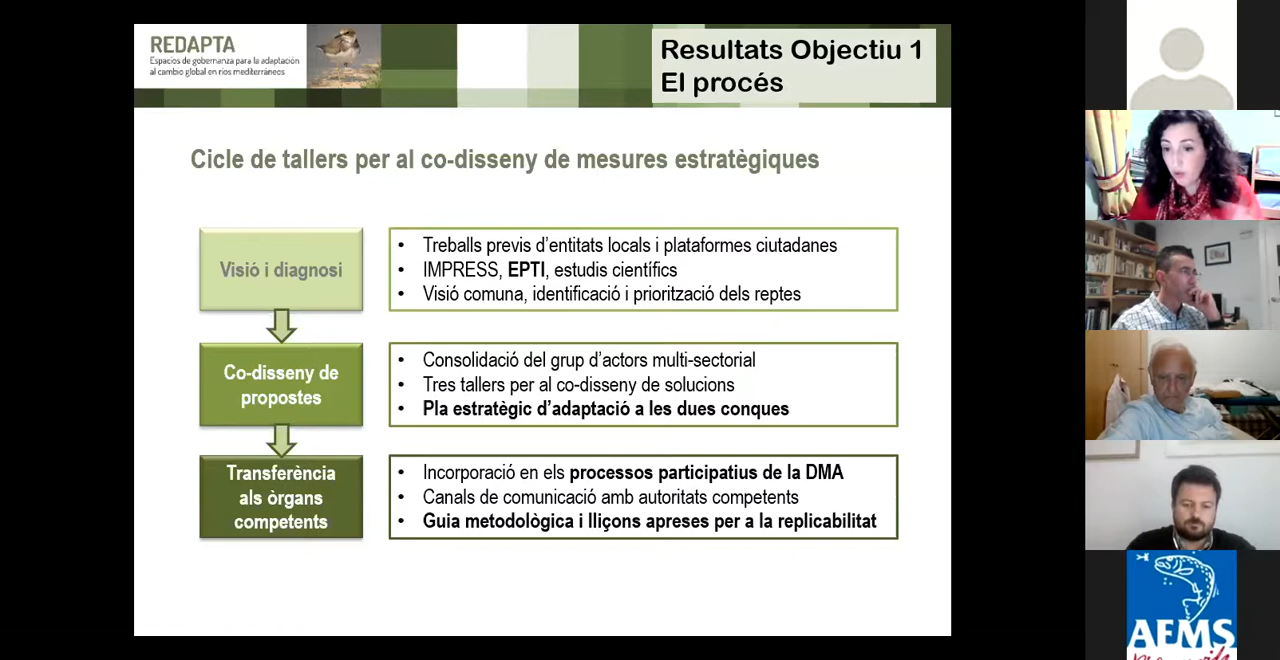 REDAPTA
Espacios de gobernanza para la adaptación
al cambio global en ríos mediterráneos
Resultats Objectiu 1
El procés
Cicle de tallers per al co-disseny de mesures estratègiques
Visió i diagnosi
• Treballs previs d'entitats locals i plataformes ciutadanes
• IMPRESS, EPTI, estudis científics
• Visió comuna, identificació i priorització dels reptes
Co-disseny de
propostes
• Consolidació del grup d'actors multi-sectorial
• Tres tallers per al co-disseny de solucions
• Pla estratègic d'adaptació a les dues conques
Transferència
als òrgans
competents
• Incorporació en els processos participatius de la DMA
• Canals de comunicació amb autoritats competents
• Guia metodològica i lliçons apreses per a la replicabilitat
AEMS